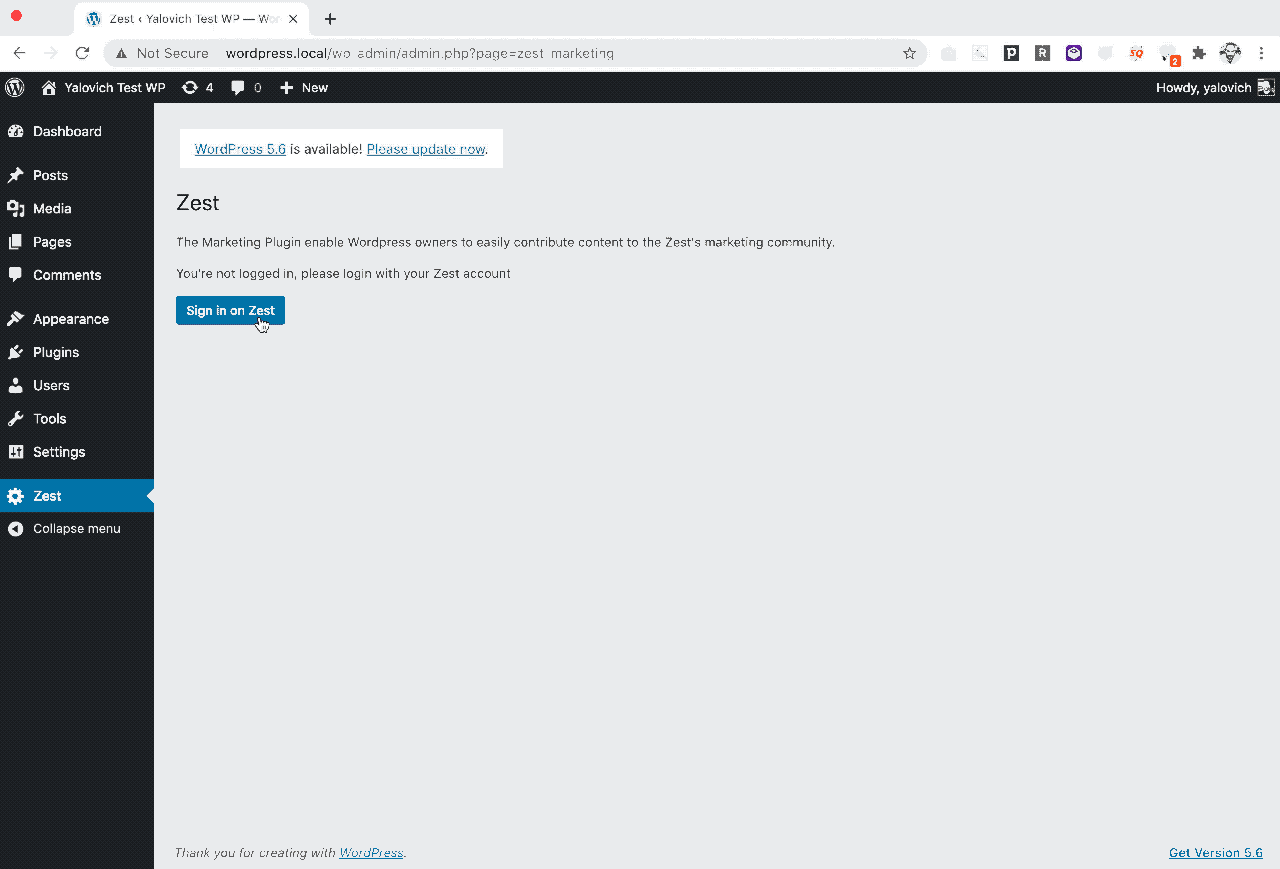 Zest ‹ Yalovich Test WP — Wor
Not Secure wordpress.local/wp-admin/admin.php?page=zest_marketing
P R SQ 2
Yalovich Test WP 4 0 New Howdy, yalovich
Dashboard
Posts
Media
Pages
Comments
Appearance
Plugins
Users
Tools
Settings
Zest
Collapse menu
WordPress 5.6 is available! Please update now.
Zest
The Marketing Plugin enable Wordpress owners to easily contribute content to the Zest's marketing community.
You're not logged in, please login with your Zest account
Sign in on Zest
Thank you for creating with WordPress. Get Version 5.6